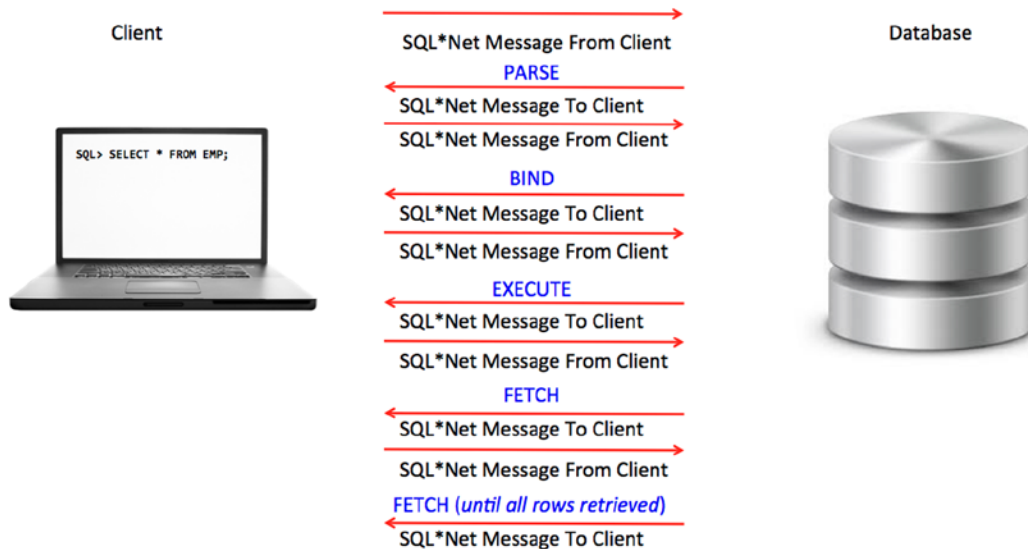 Client
Database
SQL*Net Message From Client
PARSE
SQL*Net Message To Client
SQL*Net Message From Client
SQL> SELECT * FROM EMP;
BIND
SQL*Net Message To Client
SQL*Net Message From Client
EXECUTE
SQL*Net Message To Client
SQL*Net Message From Client
FETCH
SQL*Net Message To Client
SQL*Net Message From Client
FETCH (until all rows retrieved)
SQL*Net Message To Client